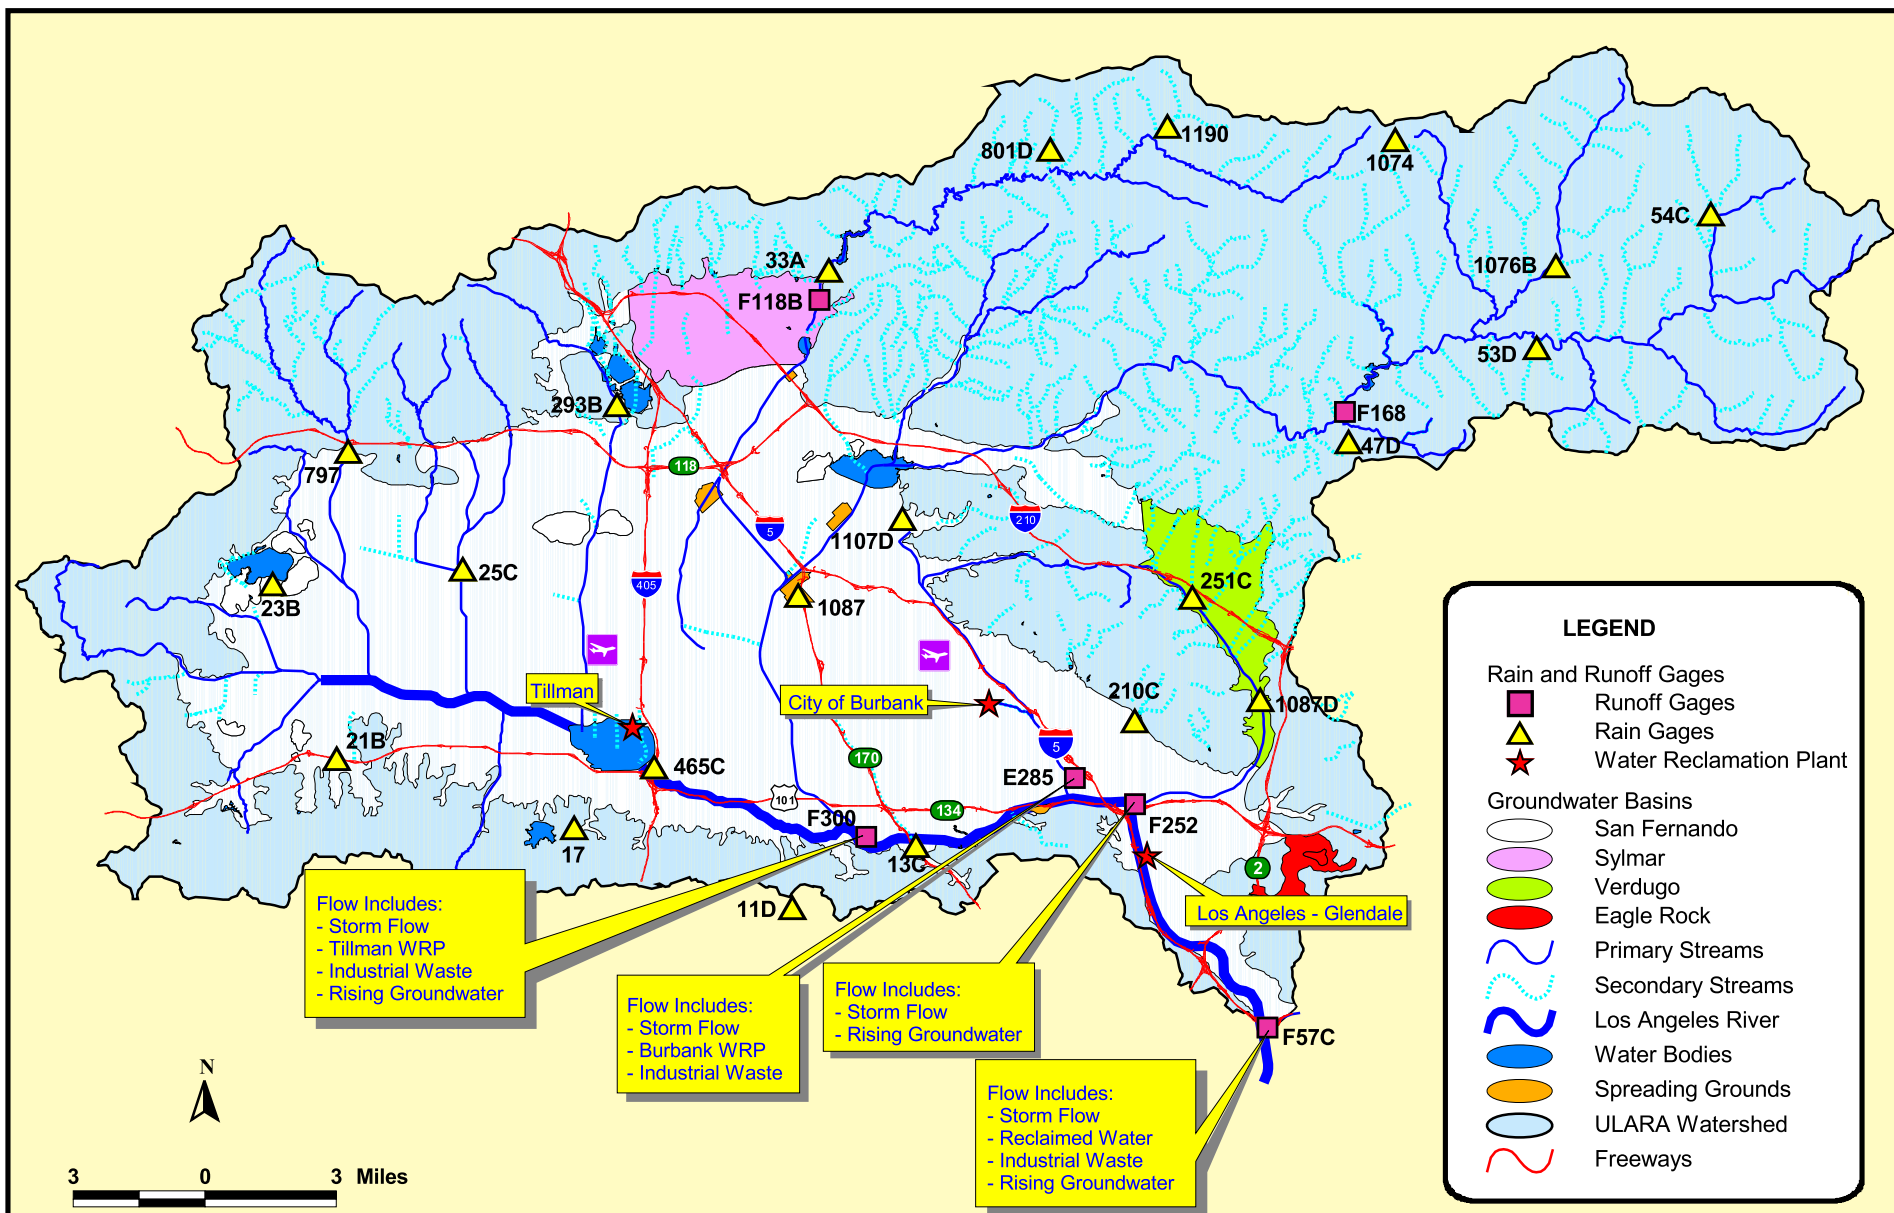 1190
801D
1074
54C
33A
1076B
F118B
53D
293B
F168
47D
797
118
5
210
1107D
25C
405
251C
23B
1087
Tillman
City of Burbank
210C
1087D
21B
5
465C
170
E285
101
134
F300
F252
17
13C
2
11D
Los Angeles - Glendale
F57C
Flow Includes:
- Storm Flow
- Tillman WRP
- Industrial Waste
- Rising Groundwater
Flow Includes:
- Storm Flow
- Burbank WRP
- Industrial Waste
Flow Includes:
- Storm Flow
- Rising Groundwater
Flow Includes:
- Storm Flow
- Reclaimed Water
- Industrial Waste
- Rising Groundwater
N
3 0 3 Miles
LEGEND
Rain and Runoff Gages
Runoff Gages
Rain Gages
Water Reclamation Plant
Groundwater Basins
San Fernando
Sylmar
Verdugo
Eagle Rock
Primary Streams
Secondary Streams
Los Angeles River
Water Bodies
Spreading Grounds
ULARA Watershed
Freeways